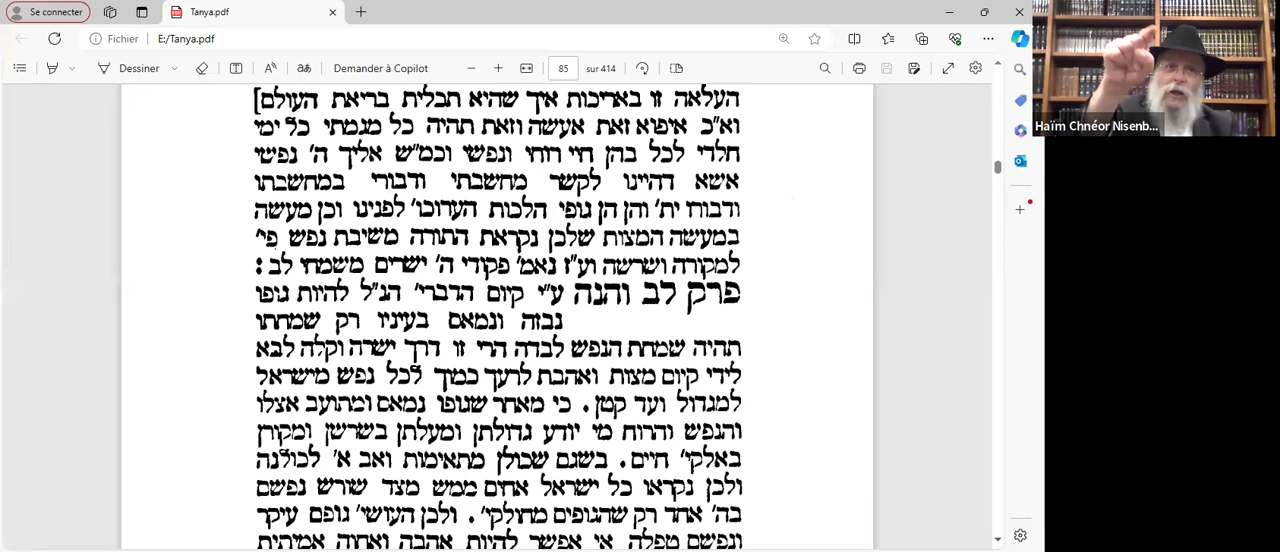 Se connecter
Tanya.pdf
Fichier
E:/Tanya.pdf
Dessiner
aあ
Demander à Copilot
85
sur 414
העלאה זו באריכות איך שהיא תכלית בריאת העולם]
וא"כ איפוא זאת אעשה וזאת תהיה כל מגמתי כל ימי
חלדי לכל בהן חיי רוחי ונפשי וכמ"ש אליך ה' נפשי
אשא דהיינו לקשר מחשבתי ודבורי במחשבתו
ודבורו ית' והן הן גופי הלכות הערוכו' לפנינו וכן מעשה
במעשה המצות שלכן נקראת התורה משיבת נפש פי'
למקורה ושרשה וע"ז נאמ' פקודי ה' ישרים משמחי לב :
פרק לב והנה ע"י קיום הדברי' הנ"ל להיות גופו
נבזה ונמאס בעיניו רק שמחתו
תהיה שמחת הנפש לבדה הרי זו דרך ישרה וקלה לבא
לידי קיום מצות ואהבת לרעך כמוך לכל נפש מישראל
למגדול ועד קטן. כי מאחר שגופו נמאס ומתועב אצלו
והנפש והרוח מי יודע גדולתן ומעלתן בשרשן ומקורן
באלקי' חיים. בשגם שכולן מתאימות ואב א' לכולנה
ולכן נקראו כל ישראל אחים ממש מצד שורש נפשם
בה' אחד רק שהגופים מחולקי'. ולכן העושי' גופם עיקר
ונפשם טפלה אי אפשר להיות אהבה ואחוה אמיתית
Haïm Chnéor Nisenb...